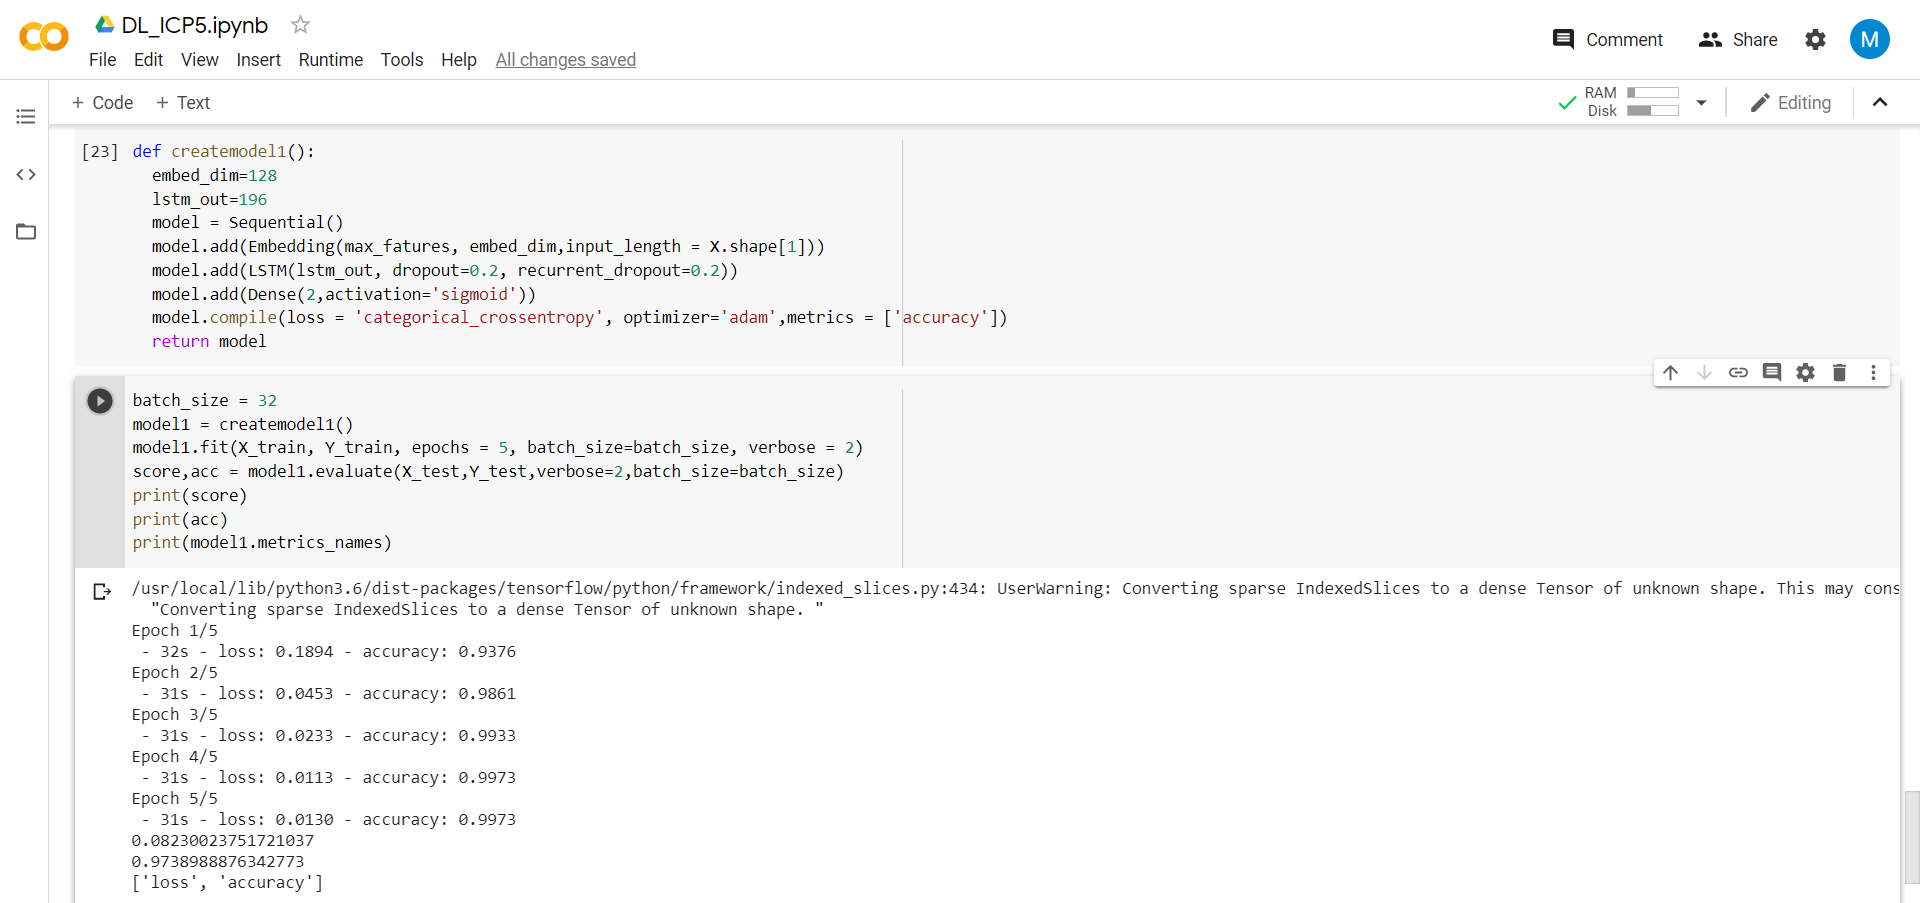 DL_ICP5.ipynb
File Edit View Insert Runtime Tools Help All changes saved
Comment Share M
+ Code + Text
RAM
Disk
Editing
[23] def createmodel1():
embed_dim=128
lstm_out=196
model = Sequential()
model.add(Embedding(max_fatures, embed_dim,input_length = X.shape[1]))
model.add(LSTM(lstm_out, dropout=0.2, recurrent_dropout=0.2))
model.add(Dense(2,activation='sigmoid'))
model.compile(loss = 'categorical_crossentropy', optimizer='adam',metrics = ['accuracy'])
return model
batch_size = 32
model1 = createmodel1()
model1.fit(X_train, Y_train, epochs = 5, batch_size=batch_size, verbose = 2)
score,acc = model1.evaluate(X_test,Y_test,verbose=2,batch_size=batch_size)
print(score)
print(acc)
print(model1.metrics_names)
/usr/local/lib/python3.6/dist-packages/tensorflow/python/framework/indexed_slices.py:434: UserWarning: Converting sparse IndexedSlices to a dense Tensor of unknown shape. This may cons
"Converting sparse IndexedSlices to a dense Tensor of unknown shape. "
Epoch 1/5
- 32s - loss: 0.1894 - accuracy: 0.9376
Epoch 2/5
- 31s - loss: 0.0453 - accuracy: 0.9861
Epoch 3/5
- 31s - loss: 0.0233 - accuracy: 0.9933
Epoch 4/5
- 31s - loss: 0.0113 - accuracy: 0.9973
Epoch 5/5
- 31s - loss: 0.0130 - accuracy: 0.9973
0.08230023751721037
0.9738988876342773
['loss', 'accuracy']